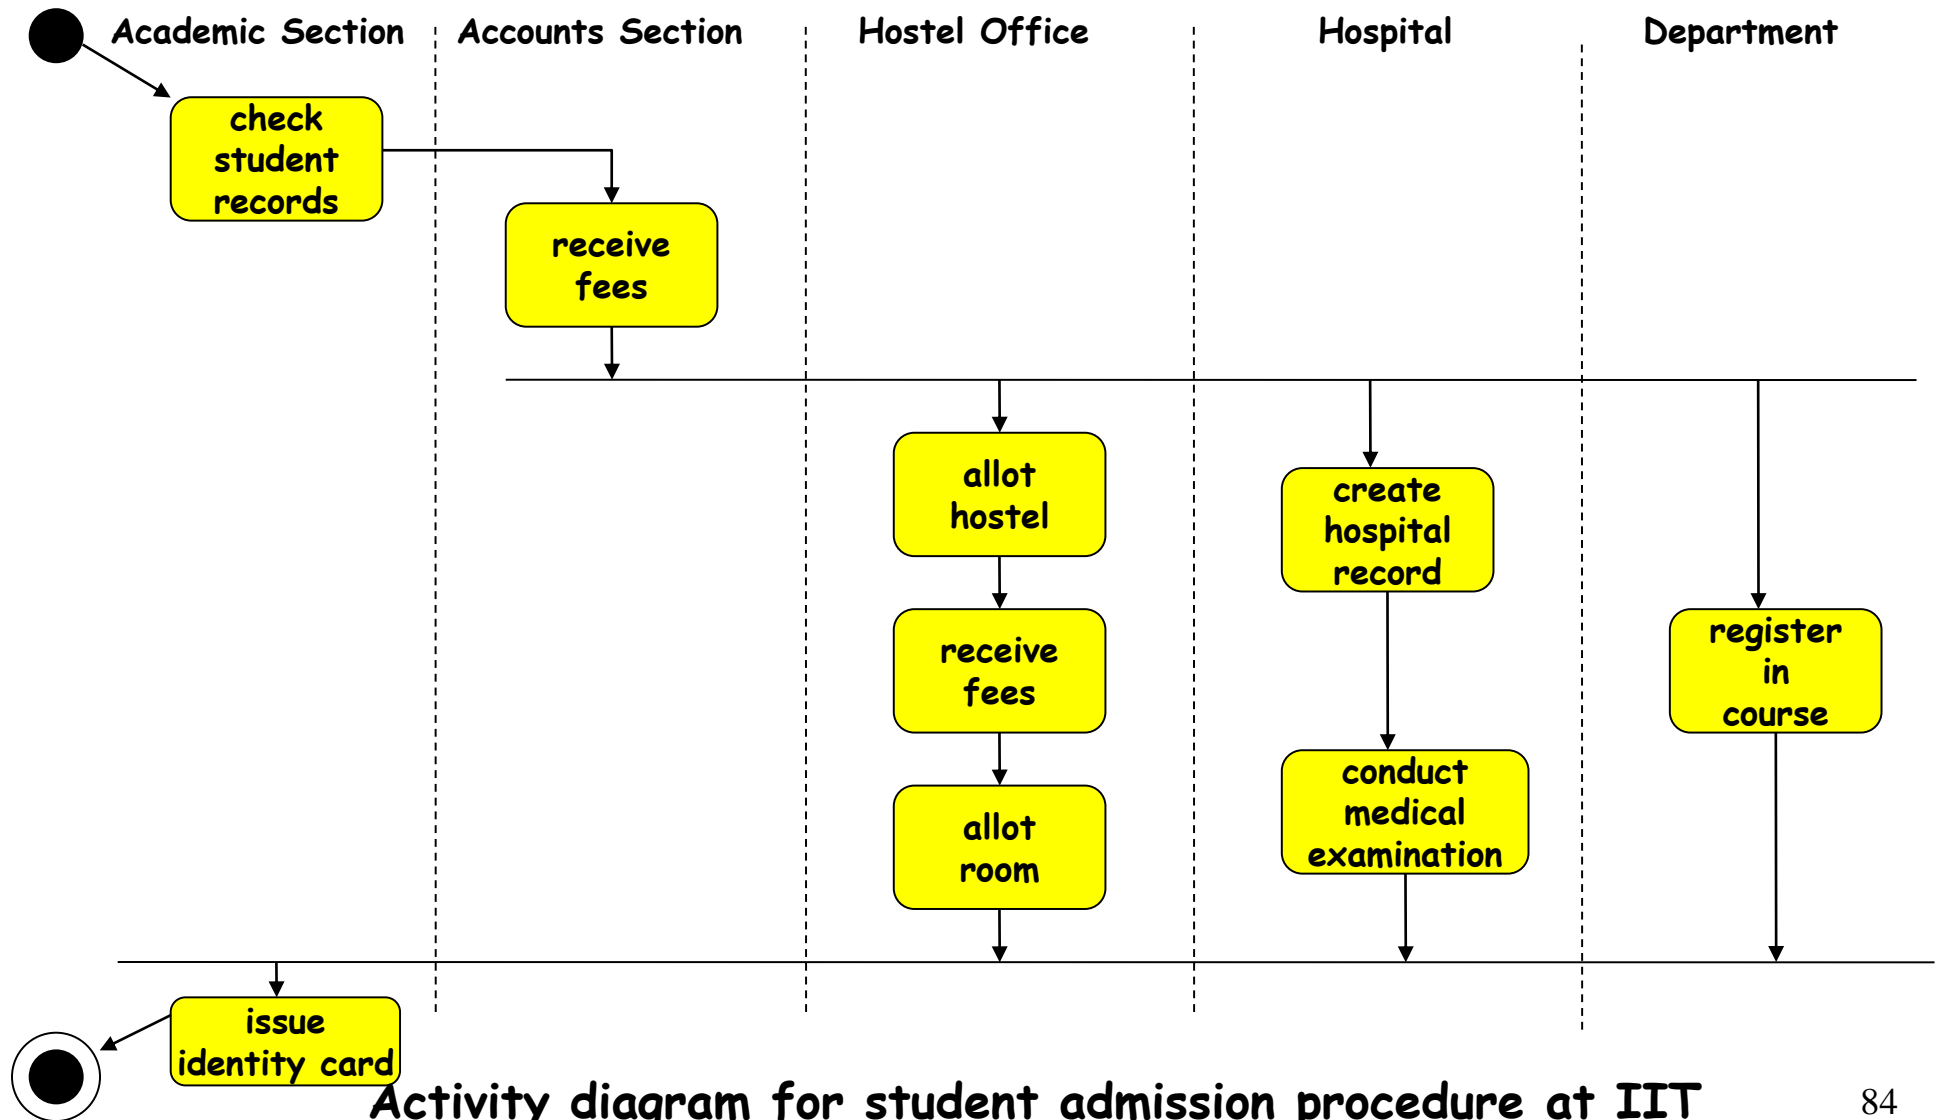 Academic Section
Accounts Section
Hostel Office
Hospital
Department
check
student
records
receive
fees
allot
hostel
create
hospital
record
receive
fees
register
in
course
conduct
medical
examination
allot
room
issue
identity card
Activity diagram for student admission procedure at IIT
84